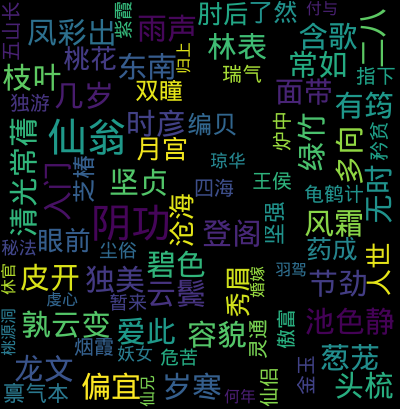 五山长
凤彩出
紫霞
雨声
肘后了然
付与
二八
桃花
东南
归上
林表
含歌
常如
指下
枝叶
独游
几岁
双瞳
瑞气
面带
有筠
矜贫
清光常蒨
仙翁
时彦
编贝
炉中
绿竹
多向
无时
月宫
琼华
入门
芝椿
坚贞
四海
王侯
龟鹤计
阴功
沧海
登阁
坚强
风霜
秘法
眼前
尘俗
碧色
药成
人世
休官
皮开
独美
云鬓
秀眉
婚嫁
羽驾
节劲
虚心
暂来
桃源洞
孰云变
爱此
容貌
灵通
傲富
池色静
烟霞
妖女
危苦
葱茏
龙文
金玉
禀气本
偏宜
仙兄
岁寒
何年
仙侣
头梳